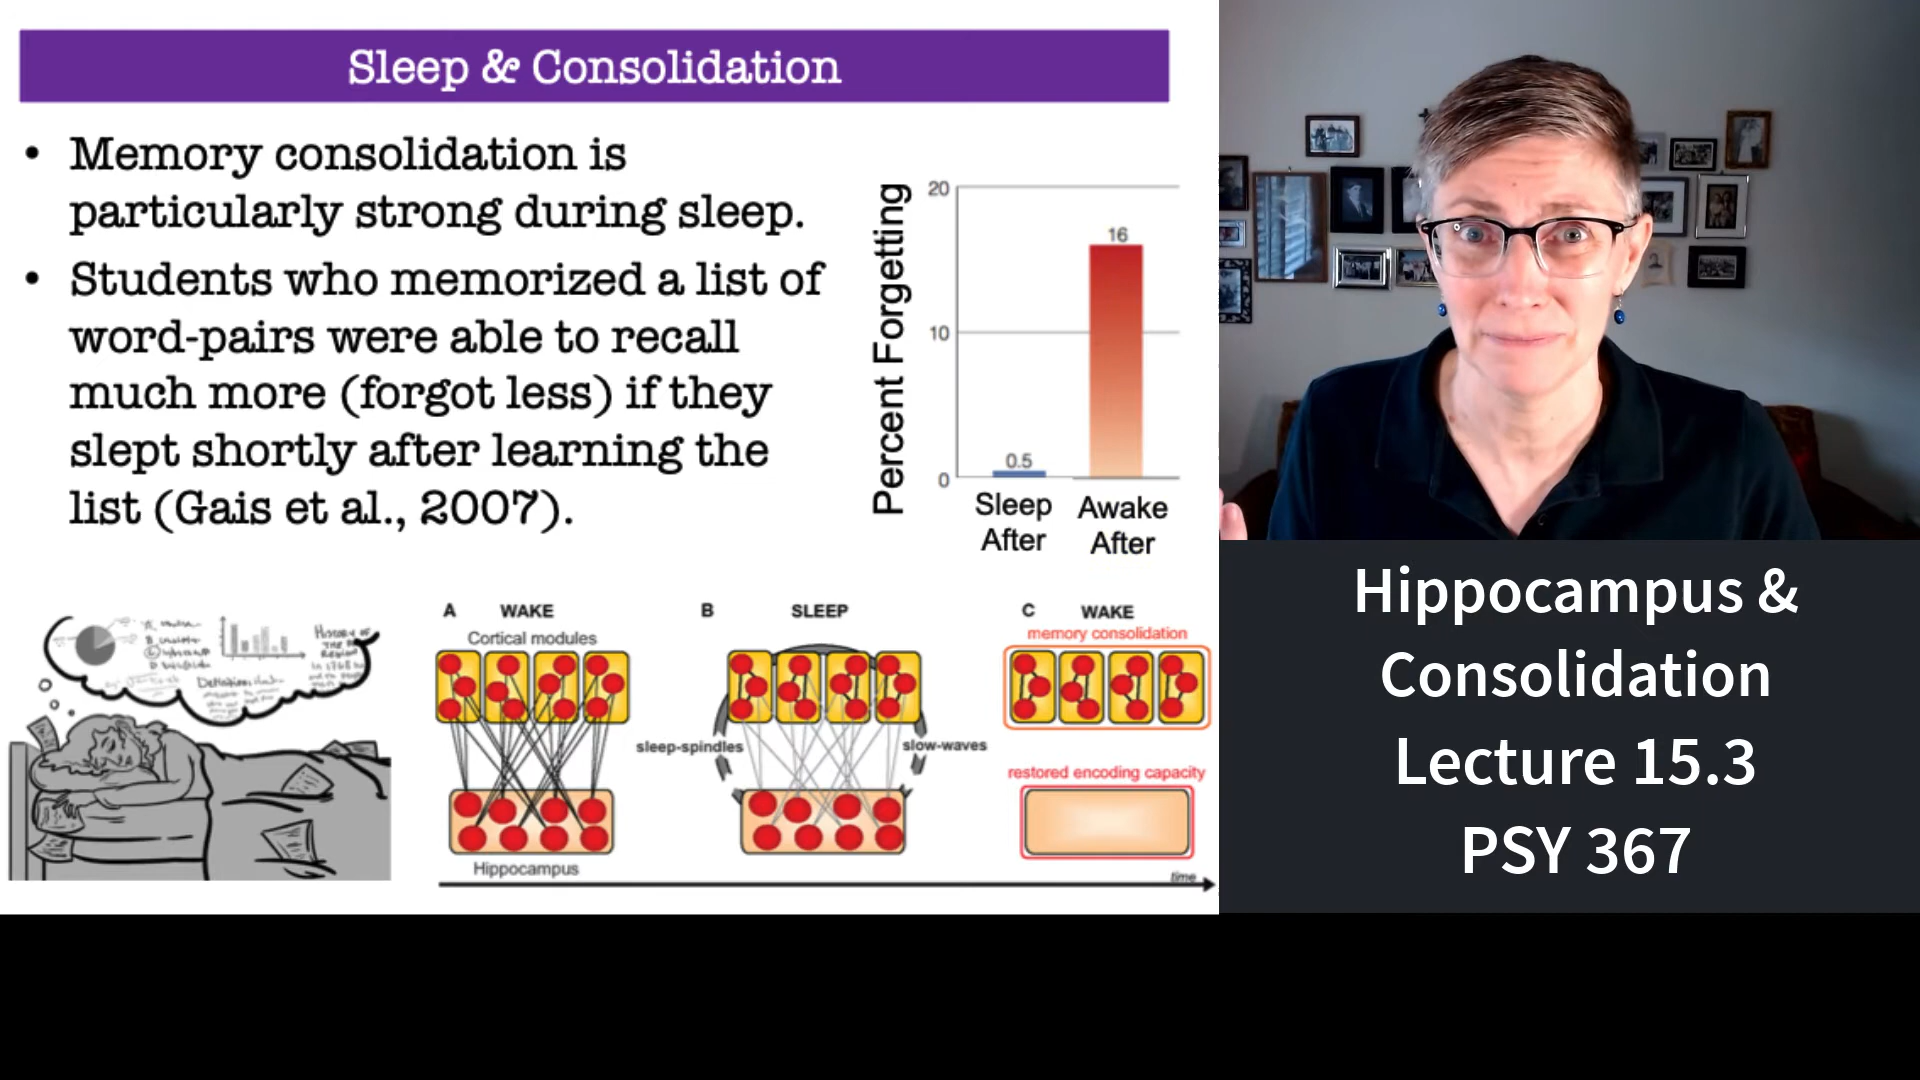 Sleep & Consolidation
• Memory consolidation is
particularly strong during sleep.
• Students who memorized a list of
word-pairs were able to recall
much more (forgot less) if they
slept shortly after learning the
list (Gais et al., 2007).
Percent Forgetting
20
10
0
0.5
16
Sleep
After
Awake
After
History of
Definition:
A WAKE
Cortical modules
Hippocampus
B SLEEP
sleep-spindles
slow-waves
C WAKE
memory consolidation
restored encoding capacity
time
Hippocampus &
Consolidation
Lecture 15.3
PSY 367